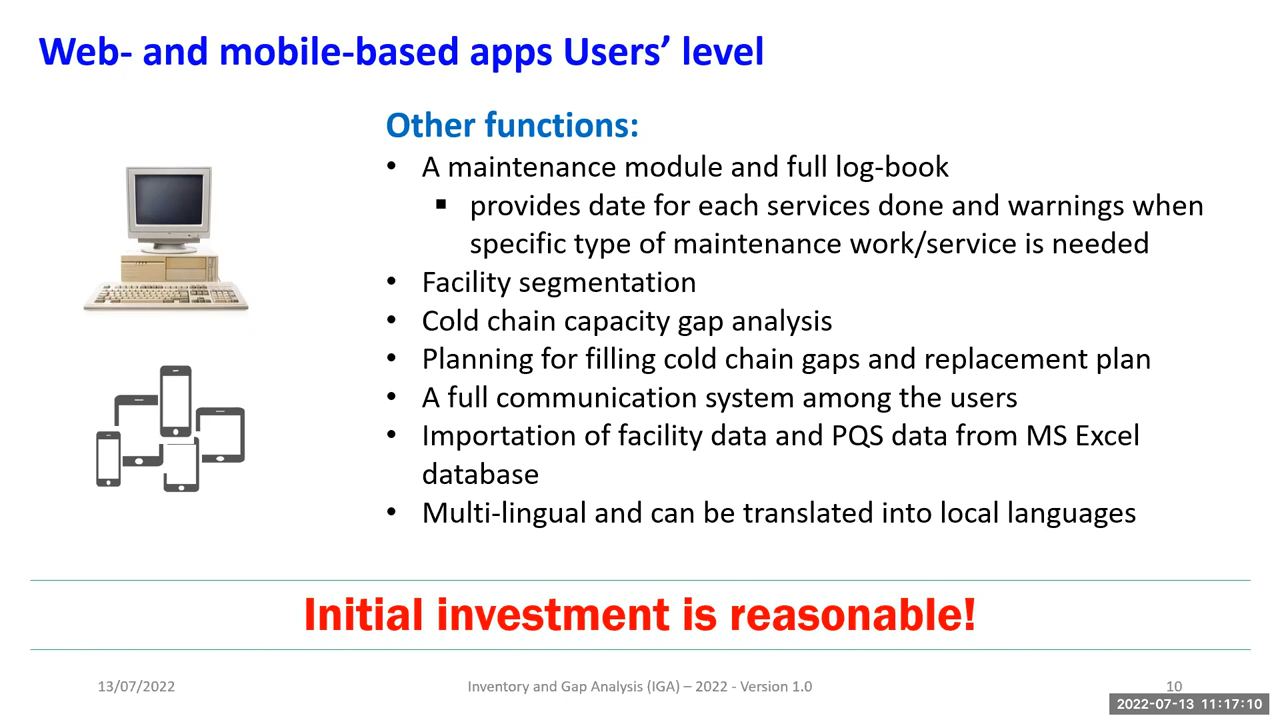 Web- and mobile-based apps Users’ level
Other functions:
• A maintenance module and full log-book
▪ provides date for each services done and warnings when
specific type of maintenance work/service is needed
• Facility segmentation
• Cold chain capacity gap analysis
• Planning for filling cold chain gaps and replacement plan
• A full communication system among the users
• Importation of facility data and PQS data from MS Excel
database
• Multi-lingual and can be translated into local languages
Initial investment is reasonable!
13/07/2022
Inventory and Gap Analysis (IGA) – 2022 - Version 1.0
10
2022-07-13 11:17:10